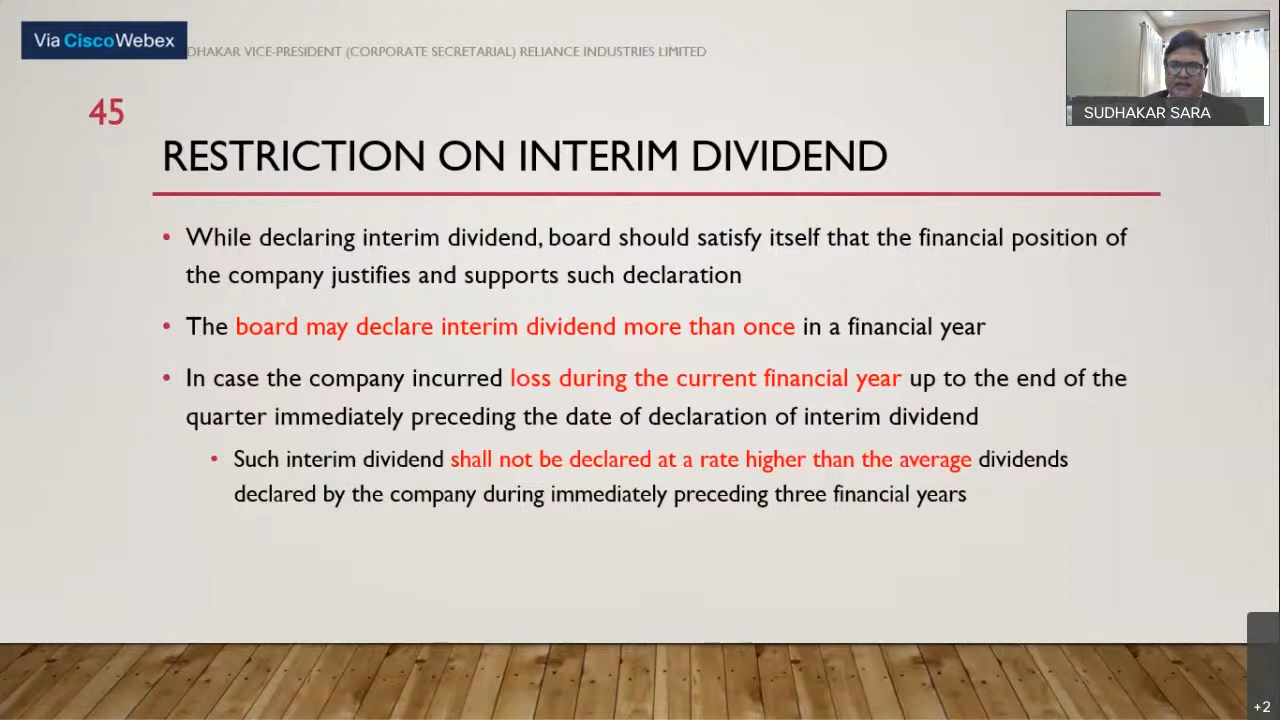 Via Cisco Webex
DHAKAR VICE-PRESIDENT (CORPORATE SECRETARIAL) RELIANCE INDUSTRIES LIMITED
SUDHAKAR SARA
45
RESTRICTION ON INTERIM DIVIDEND
• While declaring interim dividend, board should satisfy itself that the financial position of
the company justifies and supports such declaration
• The board may declare interim dividend more than once in a financial year
• In case the company incurred loss during the current financial year up to the end of the
quarter immediately preceding the date of declaration of interim dividend
• Such interim dividend shall not be declared at a rate higher than the average dividends
declared by the company during immediately preceding three financial years
+2